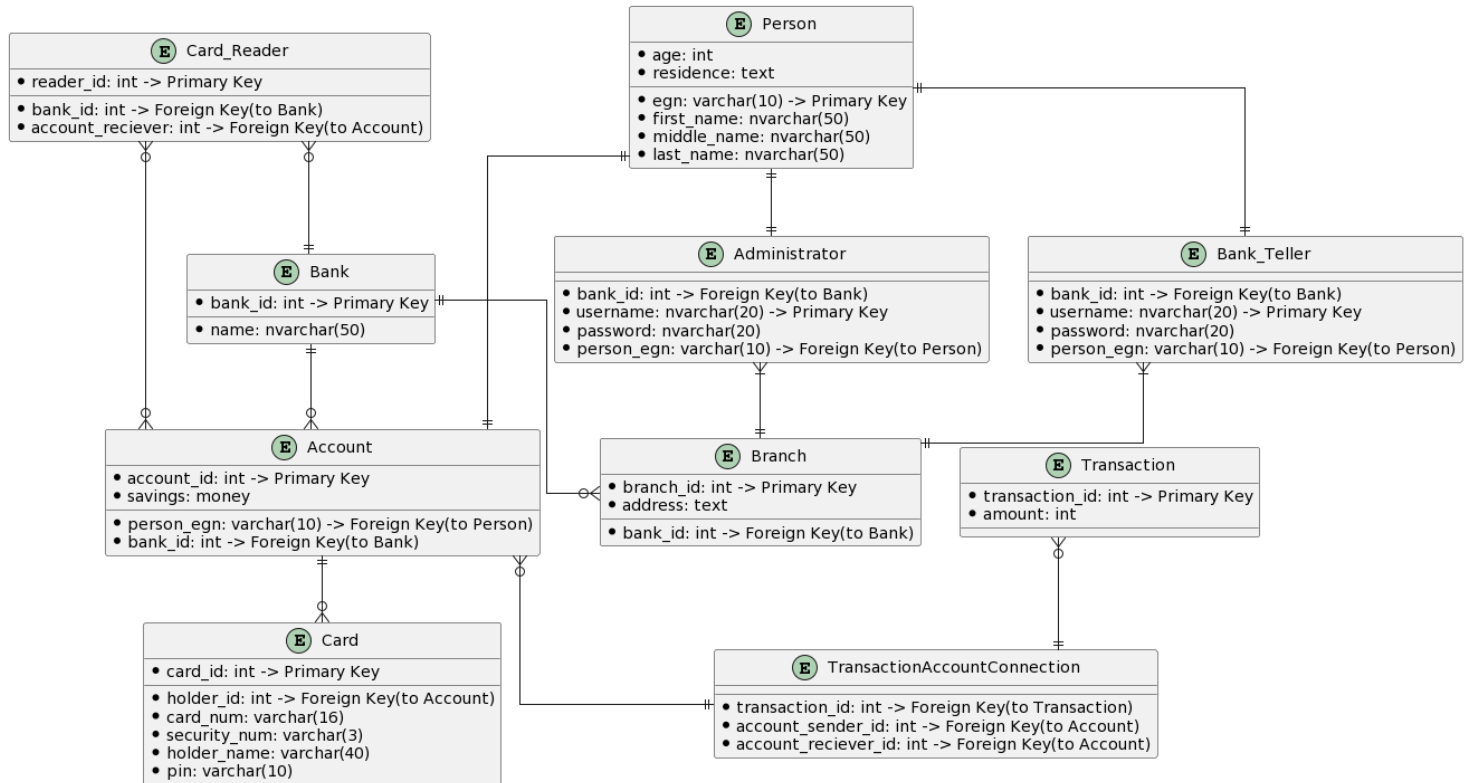 E Card_Reader
reader_id: int -> Primary Key
bank_id: int -> Foreign Key(to Bank)
account_reciever: int -> Foreign Key(to Account)
E Person
age: int
residence: text
egn: varchar(10) -> Primary Key
first_name: nvarchar(50)
middle_name: nvarchar(50)
last_name: nvarchar(50)
E Bank
bank_id: int -> Primary Key
name: nvarchar(50)
E Administrator
bank_id: int -> Foreign Key(to Bank)
username: nvarchar(20) -> Primary Key
password: nvarchar(20)
person_egn: varchar(10) -> Foreign Key(to Person)
E Bank_Teller
bank_id: int -> Foreign Key(to Bank)
username: nvarchar(20) -> Primary Key
password: nvarchar(20)
person_egn: varchar(10) -> Foreign Key(to Person)
E Account
account_id: int -> Primary Key
savings: money
person_egn: varchar(10) -> Foreign Key(to Person)
bank_id: int -> Foreign Key(to Bank)
E Branch
branch_id: int -> Primary Key
address: text
bank_id: int -> Foreign Key(to Bank)
E Transaction
transaction_id: int -> Primary Key
amount: int
E Card
card_id: int -> Primary Key
holder_id: int -> Foreign Key(to Account)
card_num: varchar(16)
security_num: varchar(3)
holder_name: varchar(40)
pin: varchar(10)
E TransactionAccountConnection
transaction_id: int -> Foreign Key(to Transaction)
account_sender_id: int -> Foreign Key(to Account)
account_reciever_id: int -> Foreign Key(to Account)